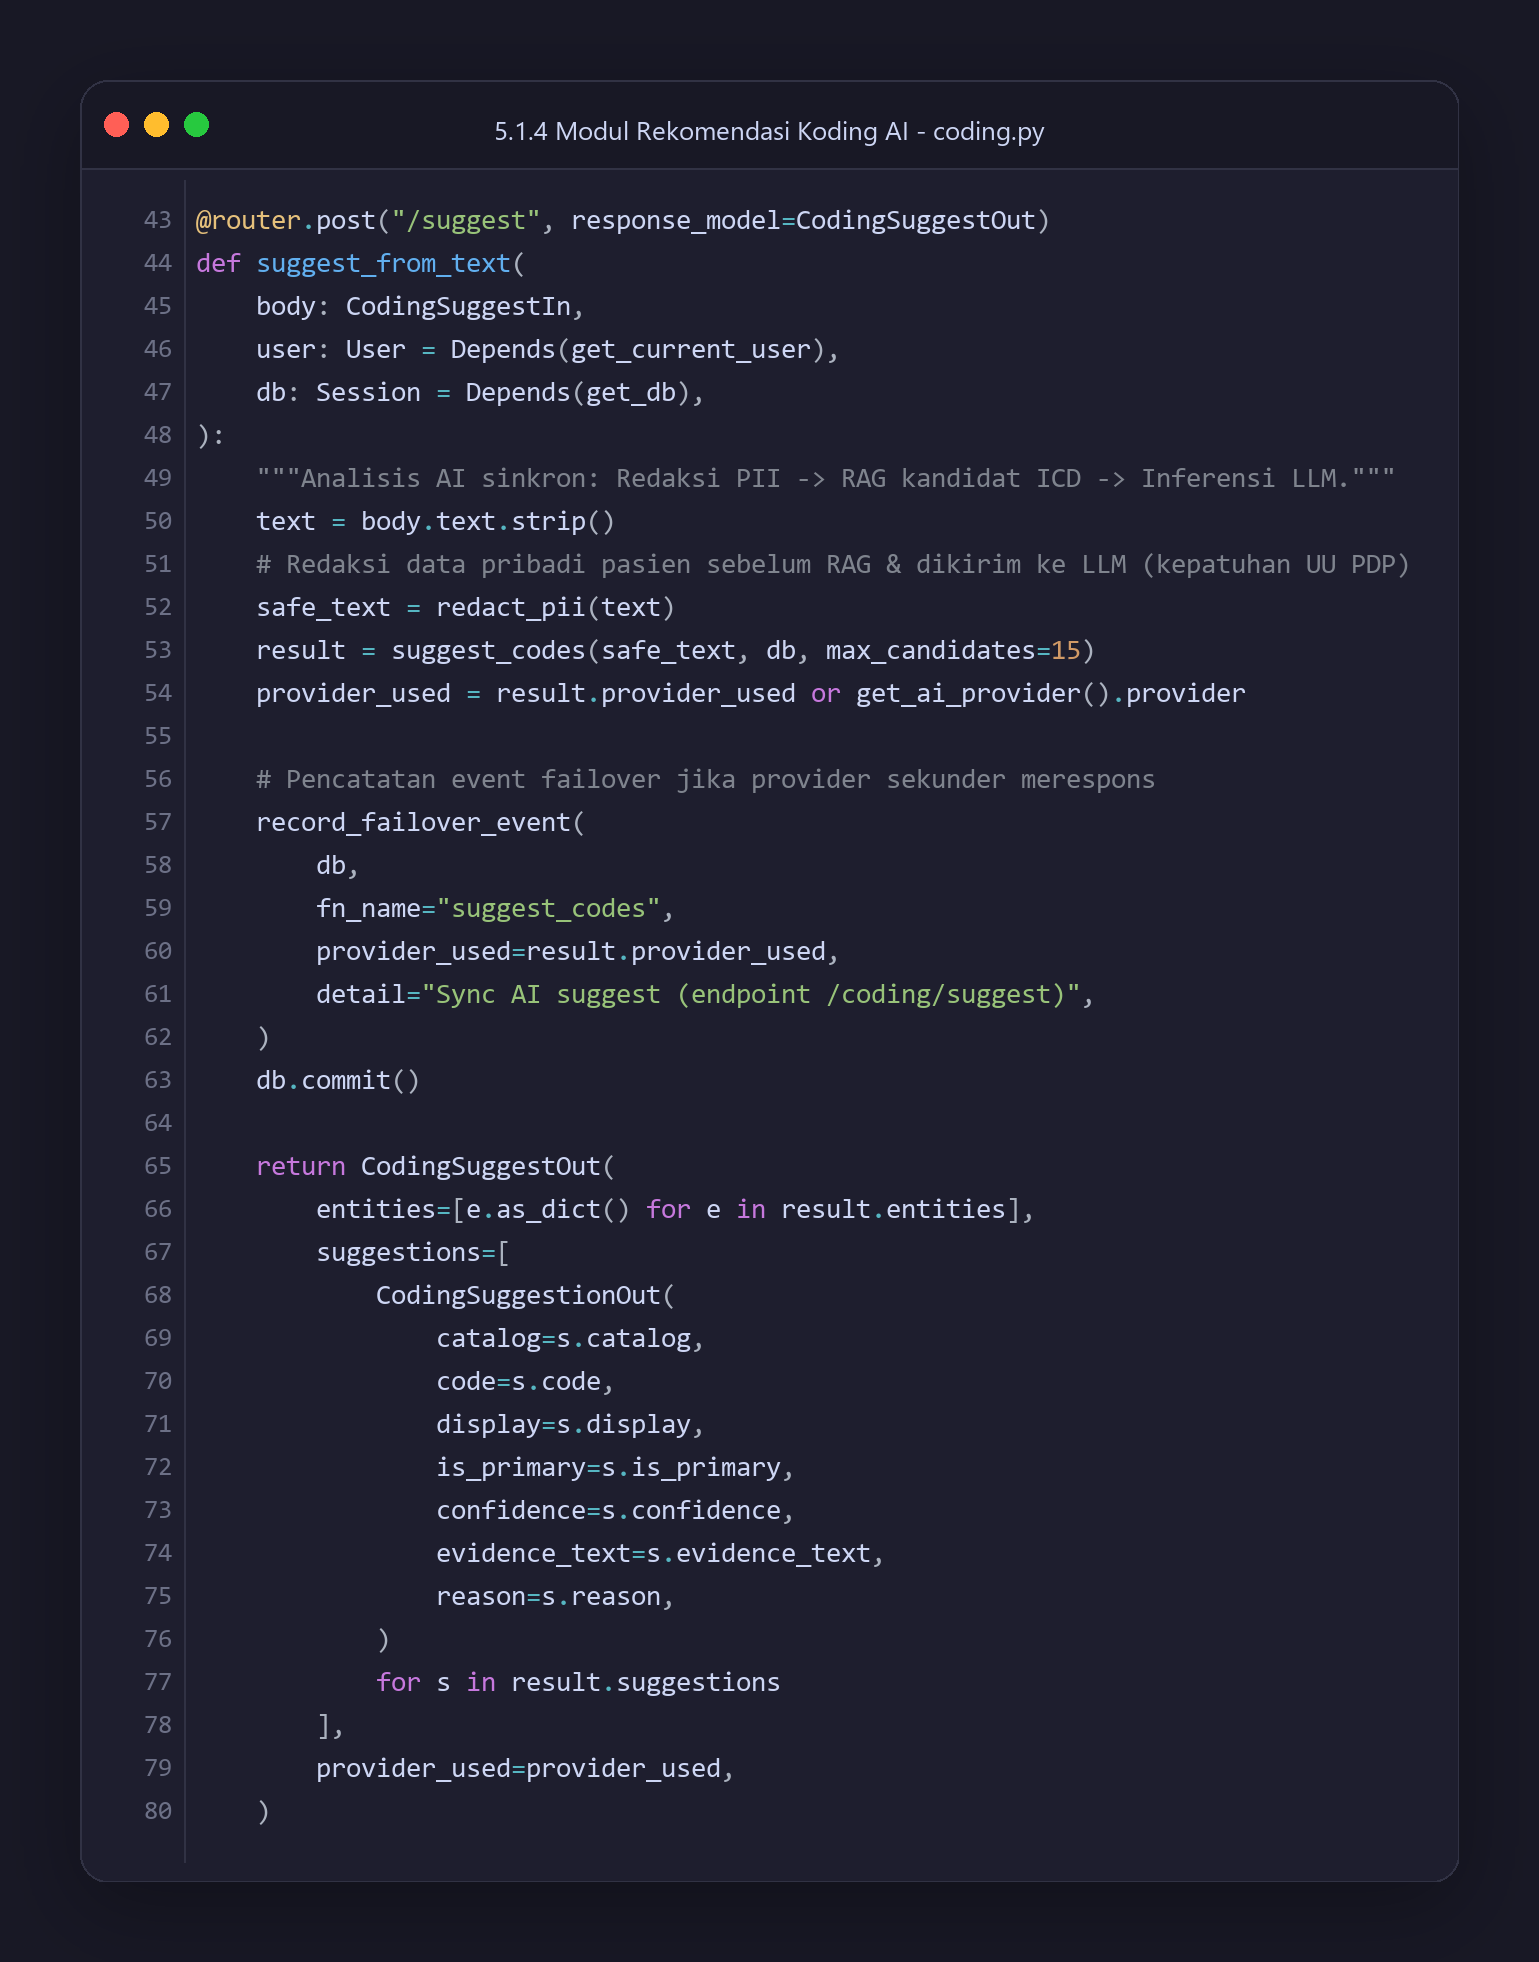 5.1.4 Modul Rekomendasi Koding AI - coding.py
43 @router.post("/suggest", response_model=CodingSuggestOut)
44 def suggest_from_text(
45     body: CodingSuggestIn,
46     user: User = Depends(get_current_user),
47     db: Session = Depends(get_db),
48 ):
49     """Analisis AI sinkron: Redaksi PII -> RAG kandidat ICD -> Inferensi LLM."""
50     text = body.text.strip()
51     # Redaksi data pribadi pasien sebelum RAG & dikirim ke LLM (kepatuhan UU PDP)
52     safe_text = redact_pii(text)
53     result = suggest_codes(safe_text, db, max_candidates=15)
54     provider_used = result.provider_used or get_ai_provider().provider
55
56     # Pencatatan event failover jika provider sekunder merespons
57     record_failover_event(
58         db,
59         fn_name="suggest_codes",
60         provider_used=result.provider_used,
61         detail="Sync AI suggest (endpoint /coding/suggest)",
62     )
63     db.commit()
64
65     return CodingSuggestOut(
66         entities=[e.as_dict() for e in result.entities],
67         suggestions=[
68             CodingSuggestionOut(
69                 catalog=s.catalog,
70                 code=s.code,
71                 display=s.display,
72                 is_primary=s.is_primary,
73                 confidence=s.confidence,
74                 evidence_text=s.evidence_text,
75                 reason=s.reason,
76             )
77             for s in result.suggestions
78         ],
79         provider_used=provider_used,
80     )